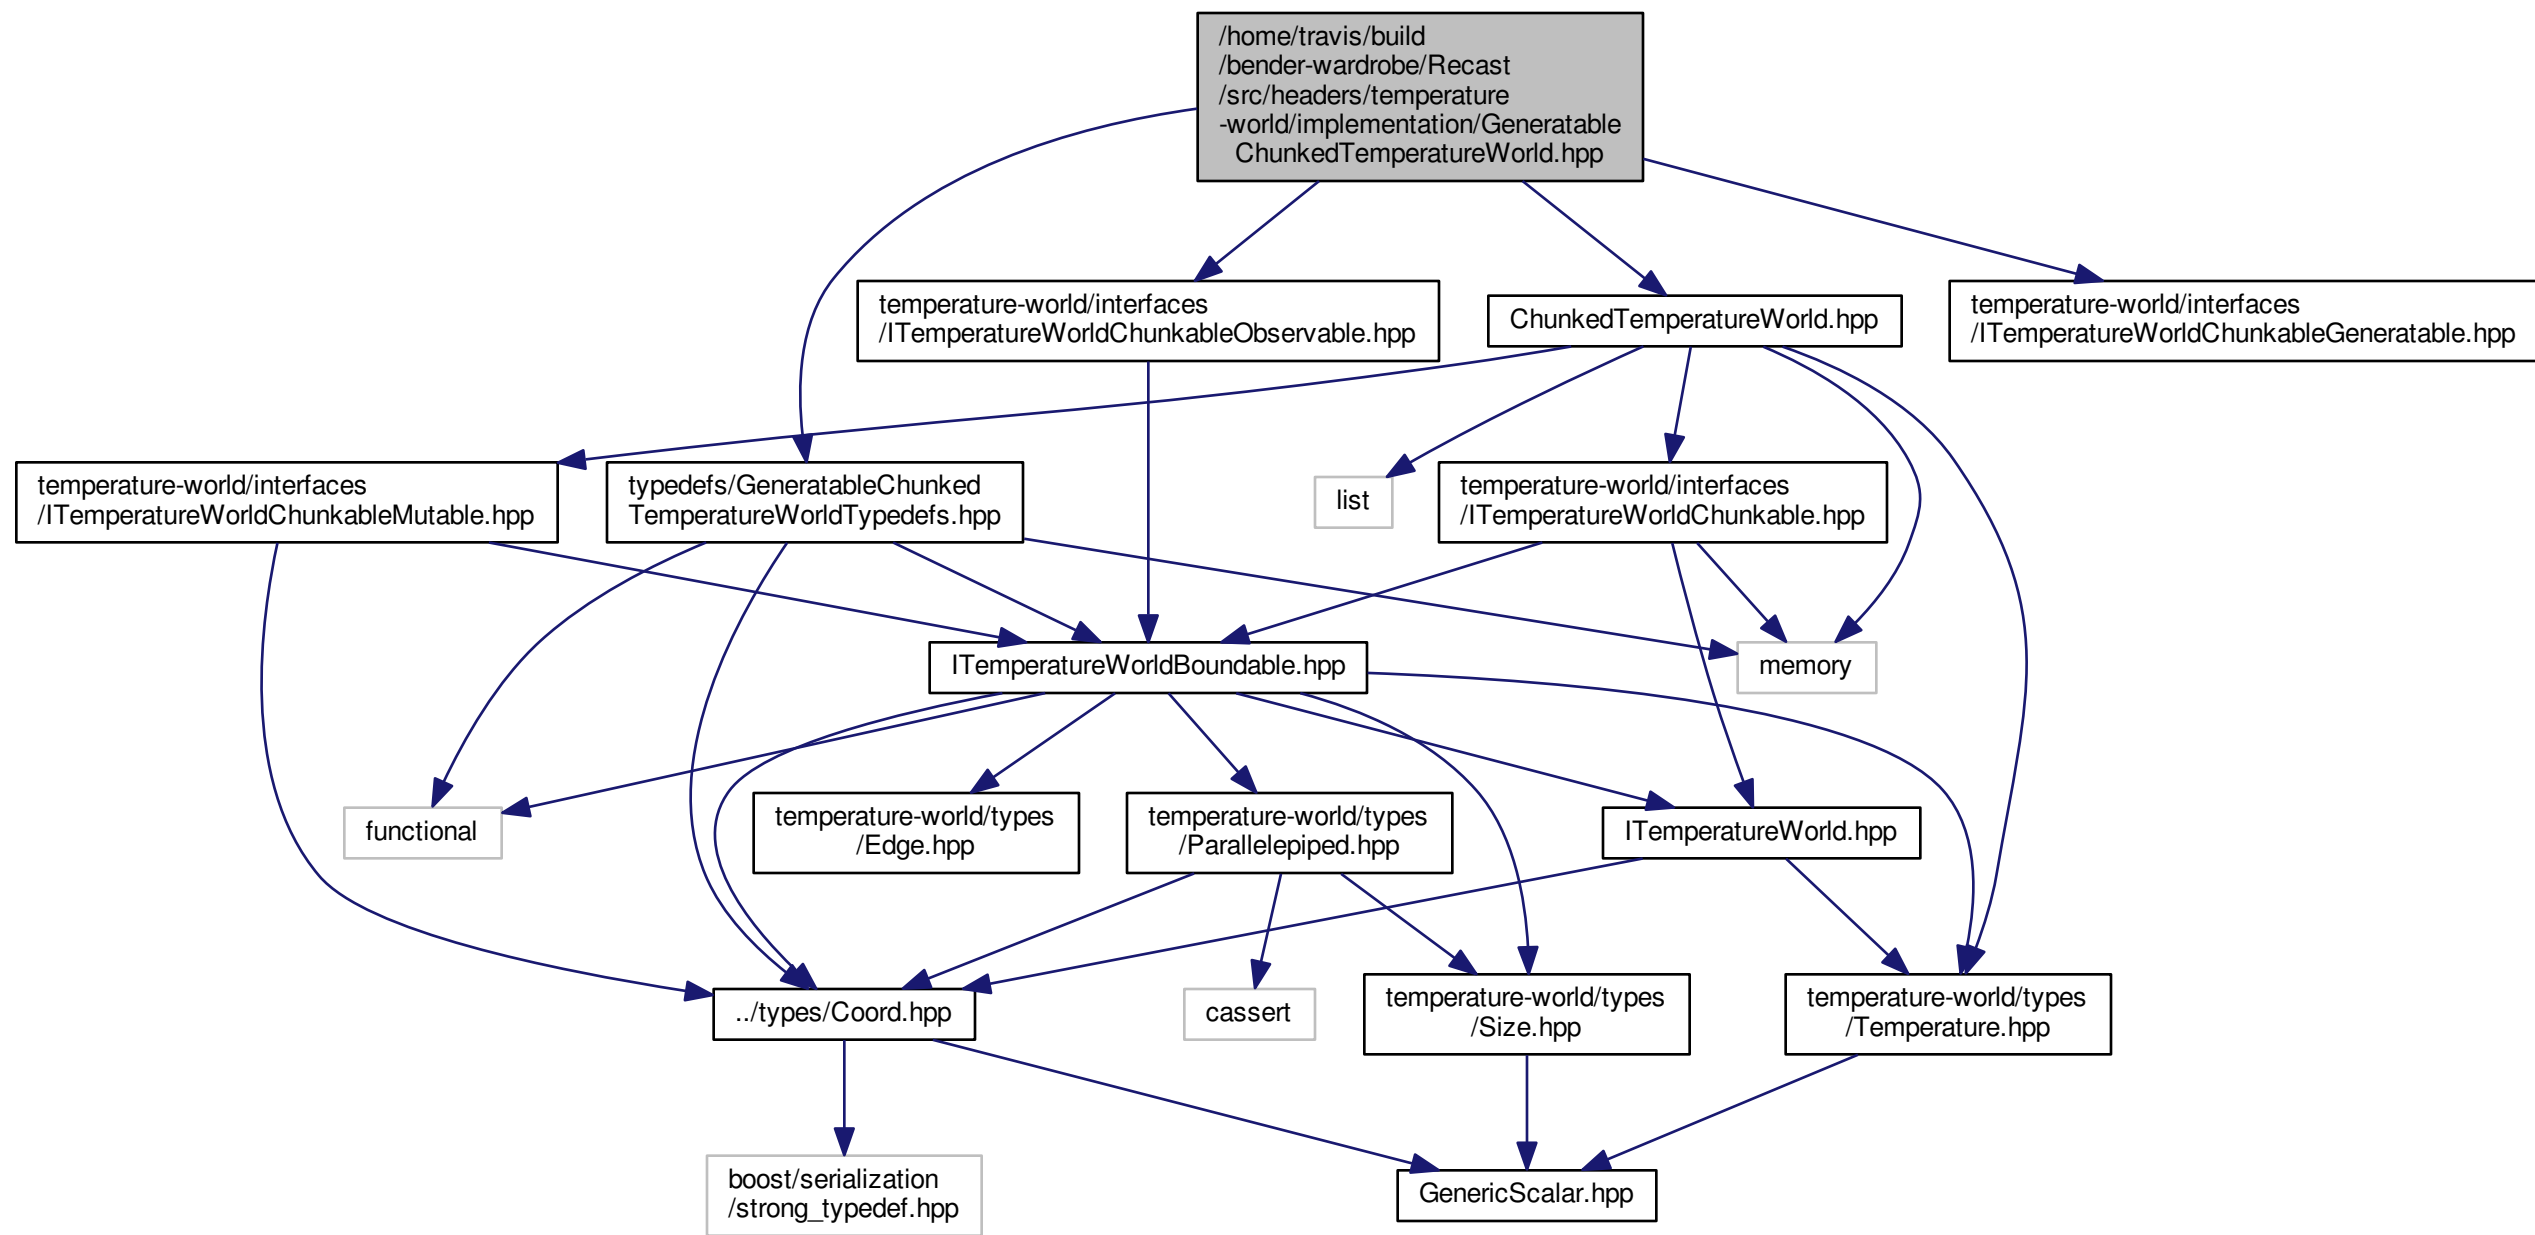 /home/travis/build
/bender-wardrobe/Recast
/src/headers/temperature
-world/implementation/Generatable
ChunkedTemperatureWorld.hpp
temperature-world/interfaces
/ITemperatureWorldChunkableObservable.hpp
ChunkedTemperatureWorld.hpp
temperature-world/interfaces
/ITemperatureWorldChunkableGeneratable.hpp
temperature-world/interfaces
/ITemperatureWorldChunkableMutable.hpp
typedefs/GeneratableChunked
TemperatureWorldTypedefs.hpp
list
temperature-world/interfaces
/ITemperatureWorldChunkable.hpp
ITemperatureWorldBoundable.hpp
memory
functional
temperature-world/types
/Edge.hpp
temperature-world/types
/Parallelepiped.hpp
ITemperatureWorld.hpp
../types/Coord.hpp
cassert
temperature-world/types
/Size.hpp
temperature-world/types
/Temperature.hpp
boost/serialization
/strong_typedef.hpp
GenericScalar.hpp